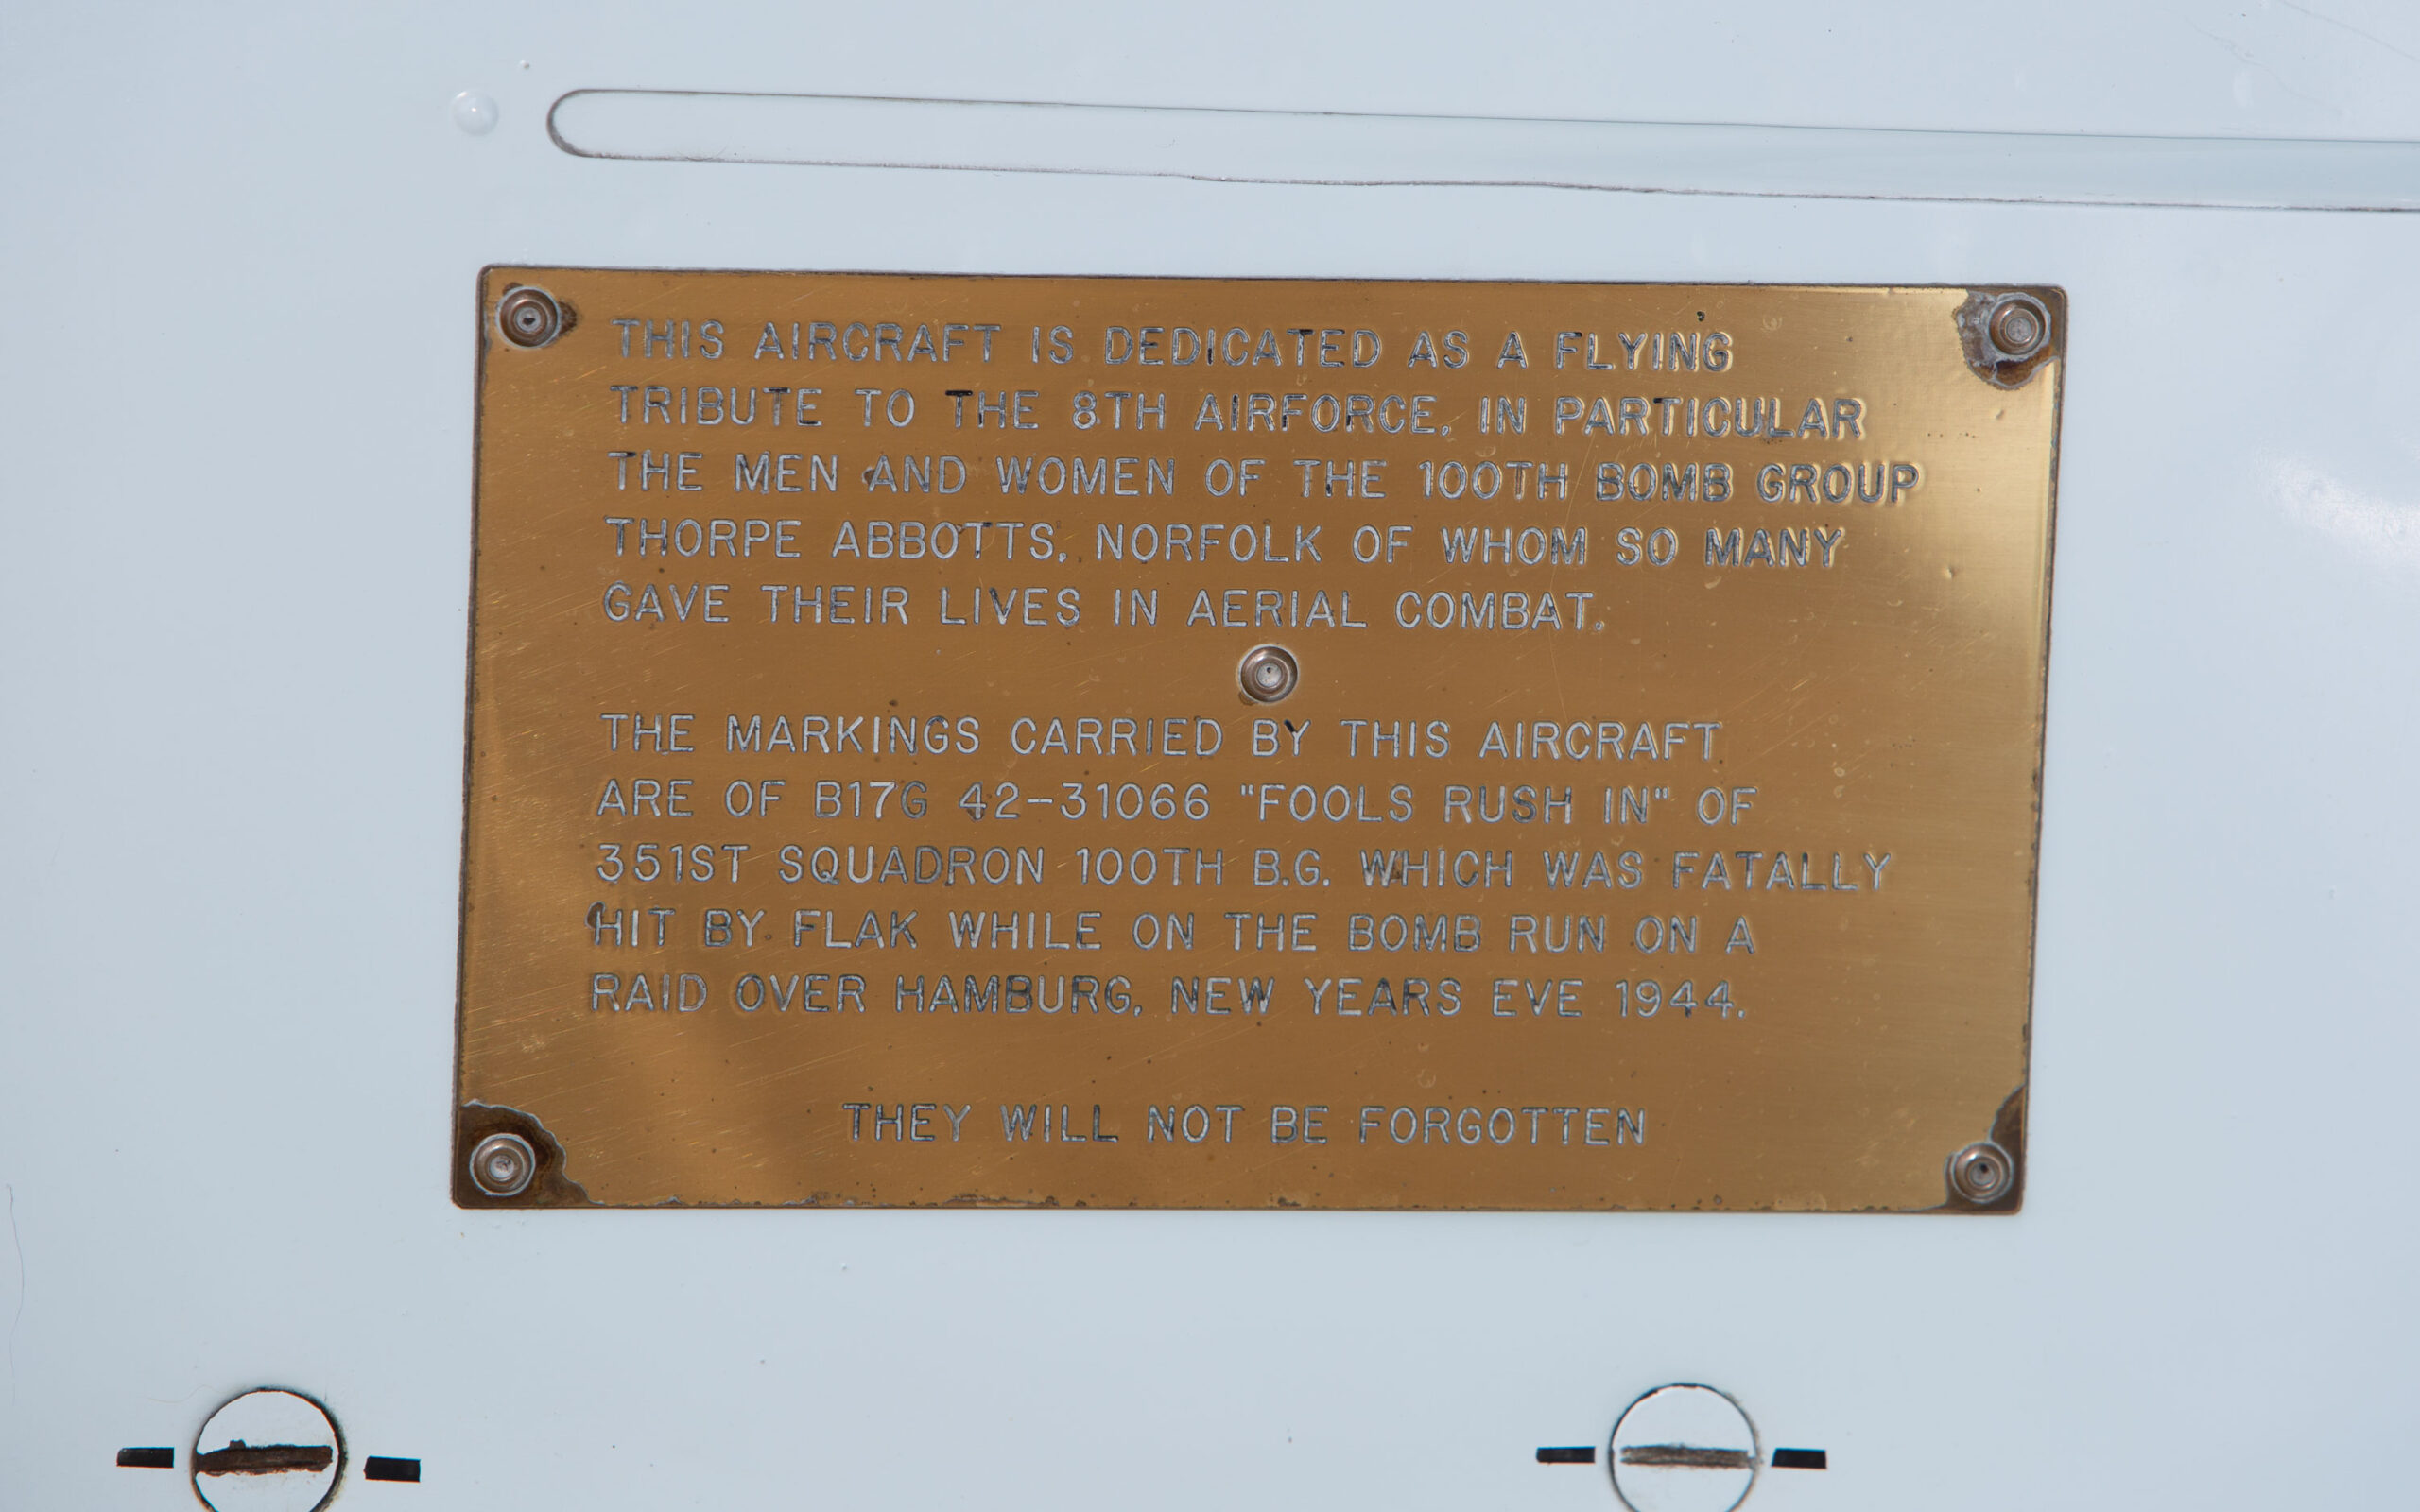 THIS AIRCRAFT IS DEDICATED AS A FLYING
TRIBUTE TO THE 8TH AIRFORCE, IN PARTICULAR
THE MEN AND WOMEN OF THE 100TH BOMB GROUP
THORPE ABBOTTS, NORFOLK OF WHOM SO MANY
GAVE THEIR LIVES IN AERIAL COMBAT.
THE MARKINGS CARRIED BY THIS AIRCRAFT
ARE OF B17G 42-31066 "FOOLS RUSH IN" OF
351ST SQUADRON 100TH B.G. WHICH WAS FATALLY
HIT BY FLAK WHILE ON THE BOMB RUN ON A
RAID OVER HAMBURG, NEW YEARS EVE 1944.
THEY WILL NOT BE FORGOTTEN